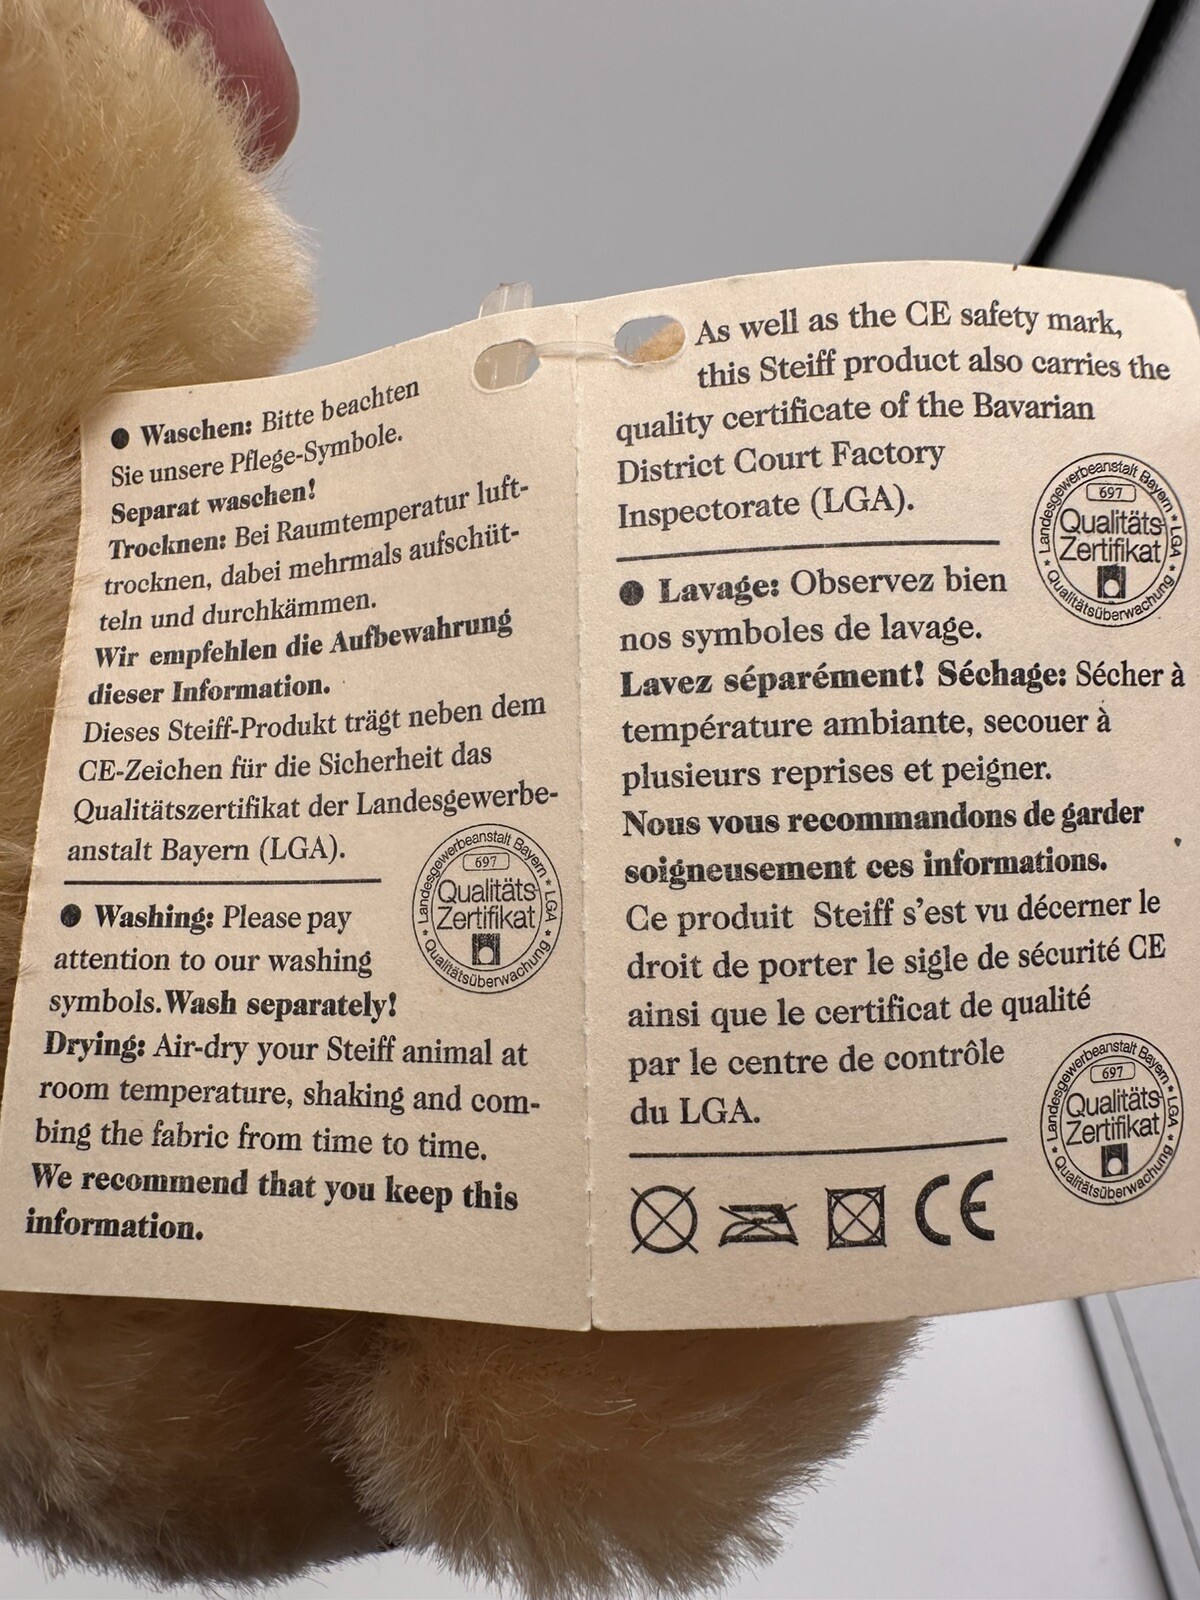 ● Waschen: Bitte beachten
Sie unsere Pflege-Symbole.
Separat waschen!
Trocknen: Bei Raumtemperatur luft-
trocknen, dabei mehrmals aufschüt-
teln und durchkämmen.
Wir empfehlen die Aufbewahrung
dieser Information.
Dieses Steiff-Produkt trägt neben dem
CE-Zeichen für die Sicherheit das
Qualitätszertifikat der Landesgewerbe-
anstalt Bayern (LGA).
Landesgewerbeanstalt Bayern * LGA *
697
Qualitäts
Zertifikat
Qualitätsüberwachung
● Washing: Please pay
attention to our washing
symbols.Wash separately!
Drying: Air-dry your Steiff animal at
room temperature, shaking and com-
bing the fabric from time to time.
We recommend that you keep this
information.
As well as the CE safety mark,
this Steiff product also carries the
quality certificate of the Bavarian
District Court Factory
Inspectorate (LGA).
Landesgewerbeanstalt Bayern * LGA *
697
Qualitäts
Zertifikat
Qualitätsüberwachung
● Lavage: Observez bien
nos symboles de lavage.
Lavez séparément! Séchage: Sécher à
température ambiante, secouer à
plusieurs reprises et peigner.
Nous vous recommandons de garder
soigneusement ces informations.
Ce produit Steiff s'est vu décerner le
droit de porter le sigle de sécurité CE
ainsi que le certificat de qualité
par le centre de contrôle
du LGA.
Landesgewerbeanstalt Bayern * LGA *
697
Qualitäts
Zertifikat
Qualitätsüberwachung
CE